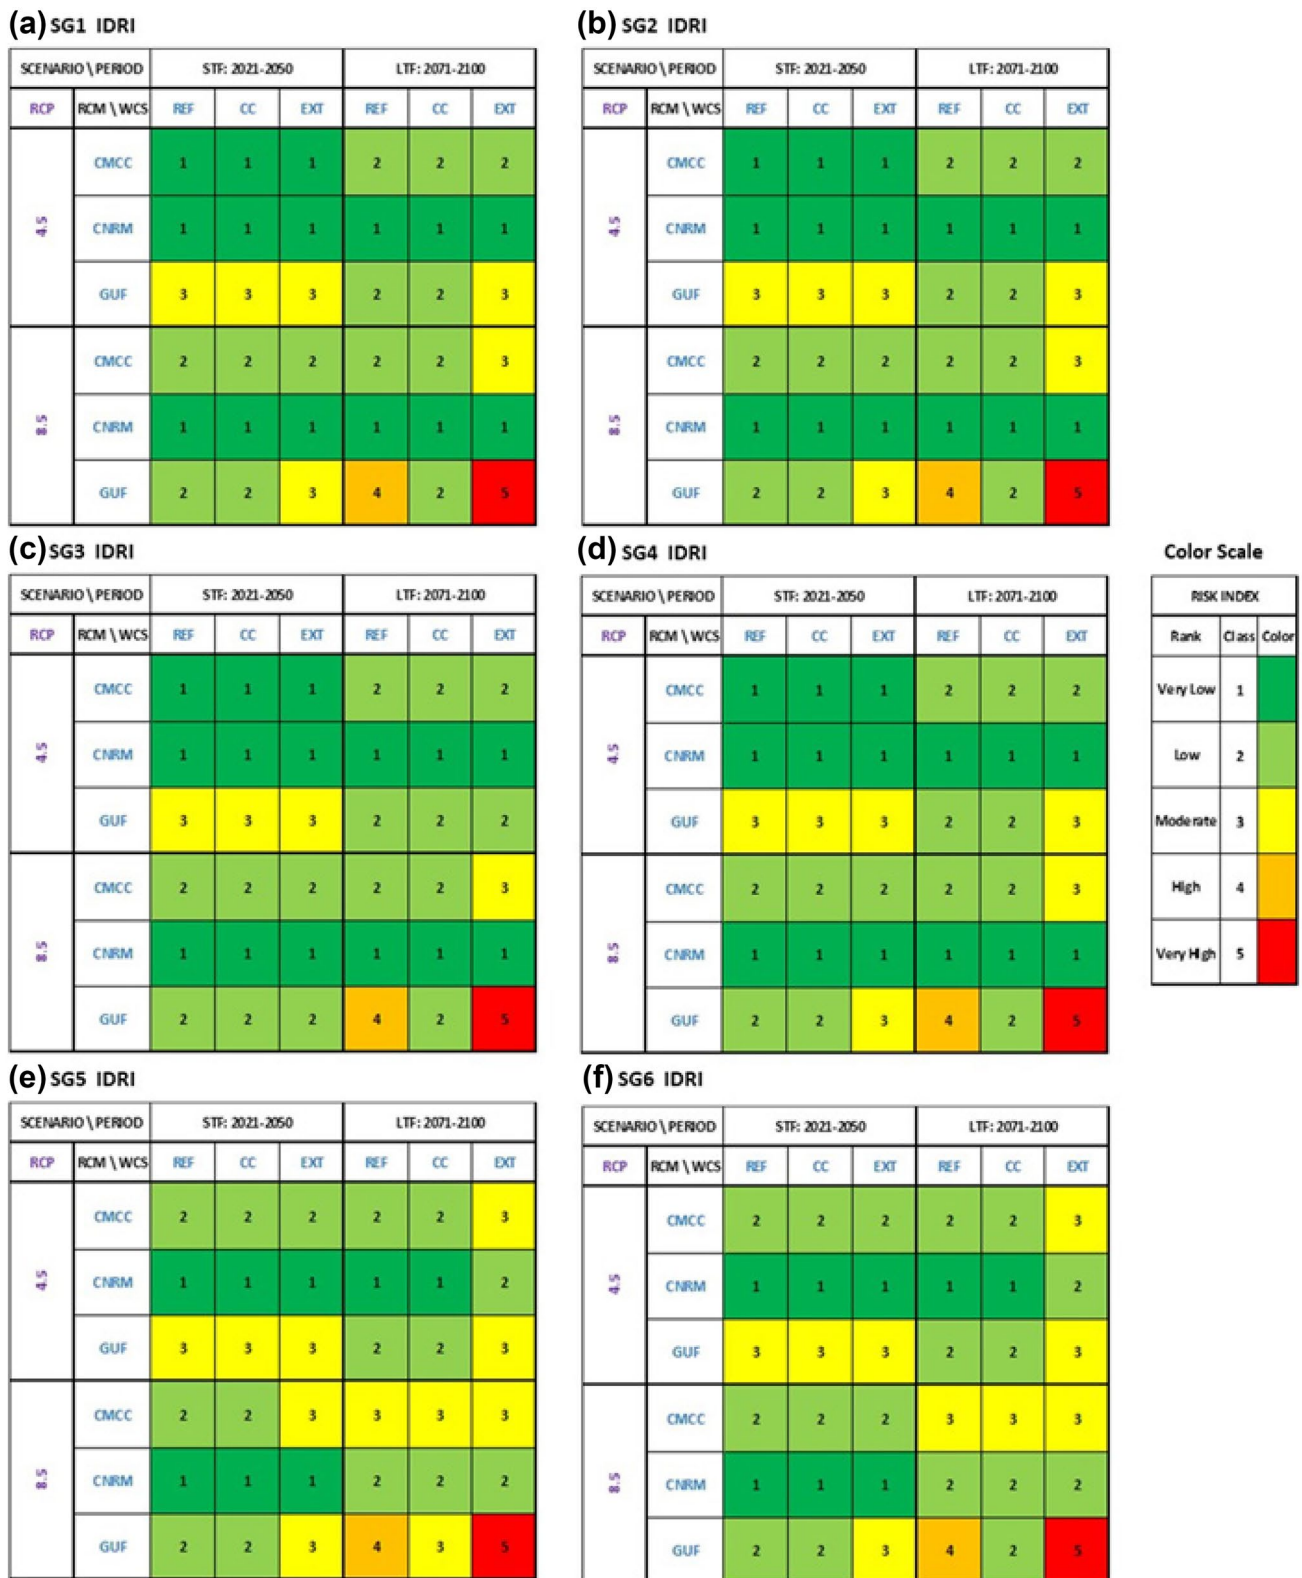 (a) SG1 IDRI
SCENARIO \ PERIOD STF: 2021-2050 LTF: 2071-2100
RCP RCM \ WCS REF CC EXT REF CC EXT
4.5
CMCC 1 1 1 2 2 2
CNRM 1 1 1 1 1 1
GUF 3 3 3 2 2 3
8.5
CMCC 2 2 2 2 2 3
CNRM 1 1 1 1 1 1
GUF 2 2 3 4 2 5
(b) SG2 IDRI
SCENARIO \ PERIOD STF: 2021-2050 LTF: 2071-2100
RCP RCM \ WCS REF CC EXT REF CC EXT
4.5
CMCC 1 1 1 2 2 2
CNRM 1 1 1 1 1 1
GUF 3 3 3 2 2 3
8.5
CMCC 2 2 2 2 2 3
CNRM 1 1 1 1 1 1
GUF 2 2 3 4 2 5
(c) SG3 IDRI
SCENARIO \ PERIOD STF: 2021-2050 LTF: 2071-2100
RCP RCM \ WCS REF CC EXT REF CC EXT
4.5
CMCC 1 1 1 2 2 2
CNRM 1 1 1 1 1 1
GUF 3 3 3 2 2 2
8.5
CMCC 2 2 2 2 2 3
CNRM 1 1 1 1 1 1
GUF 2 2 2 4 2 5
(d) SG4 IDRI
SCENARIO \ PERIOD STF: 2021-2050 LTF: 2071-2100
RCP RCM \ WCS REF CC EXT REF CC EXT
4.5
CMCC 1 1 1 2 2 2
CNRM 1 1 1 1 1 1
GUF 3 3 3 2 2 3
8.5
CMCC 2 2 2 2 2 3
CNRM 1 1 1 1 1 1
GUF 2 2 3 4 2 5
Color Scale
RISK INDEX
Rank Class Color
Very Low 1
Low 2
Moderate 3
High 4
Very High 5
(e) SG5 IDRI
SCENARIO \ PERIOD STF: 2021-2050 LTF: 2071-2100
RCP RCM \ WCS REF CC EXT REF CC EXT
4.5
CMCC 2 2 2 2 2 3
CNRM 1 1 1 1 1 2
GUF 3 3 3 2 2 3
8.5
CMCC 2 2 3 3 3 3
CNRM 1 1 1 2 2 2
GUF 2 2 3 4 3 5
(f) SG6 IDRI
SCENARIO \ PERIOD STF: 2021-2050 LTF: 2071-2100
RCP RCM \ WCS REF CC EXT REF CC EXT
4.5
CMCC 2 2 2 2 2 3
CNRM 1 1 1 1 1 2
GUF 3 3 3 2 2 3
8.5
CMCC 2 2 2 3 3 3
CNRM 1 1 1 2 2 2
GUF 2 2 3 4 2 5